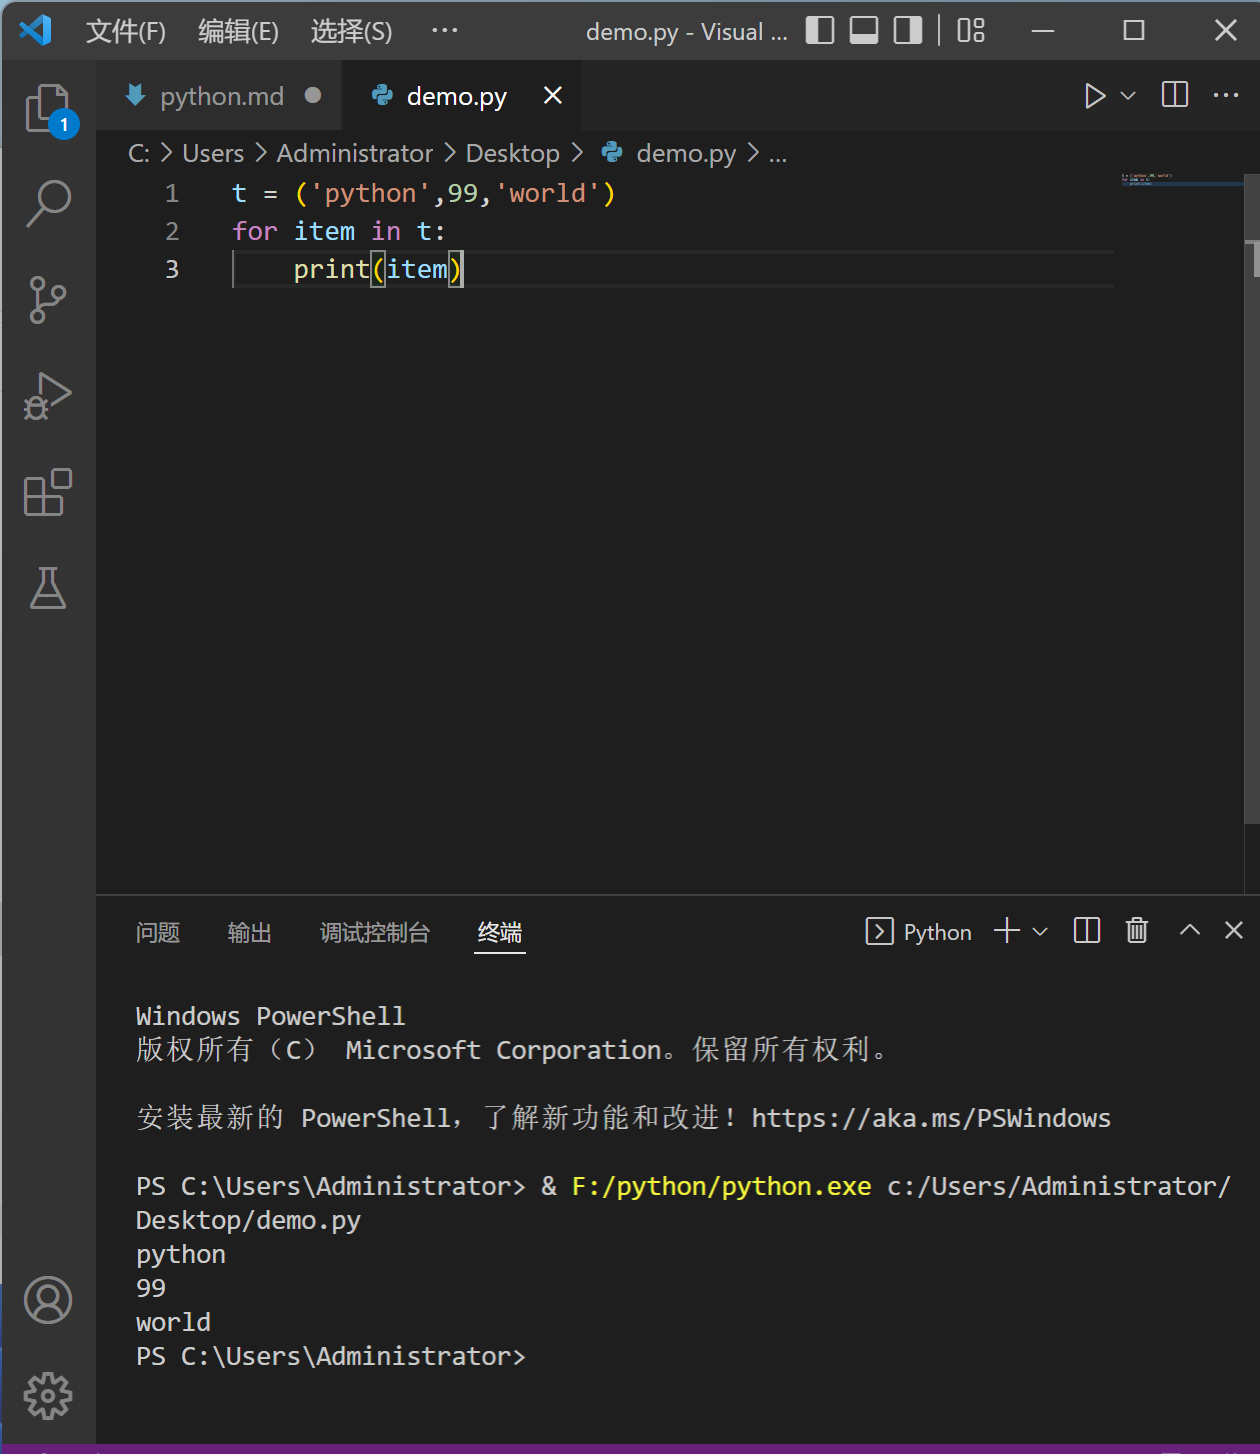 文件(F) 编辑(E) 选择(S) ··· demo.py - Visual ...
python.md demo.py
1
C: > Users > Administrator > Desktop > demo.py > ...
1 t = ('python',99,'world')
2 for item in t:
3 print(item)
问题 输出 调试控制台 终端 Python
Windows PowerShell
版权所有（C） Microsoft Corporation。保留所有权利。
安装最新的 PowerShell，了解新功能和改进！https://aka.ms/PSWindows
PS C:\Users\Administrator> & F:/python/python.exe c:/Users/Administrator/
Desktop/demo.py
python
99
world
PS C:\Users\Administrator>